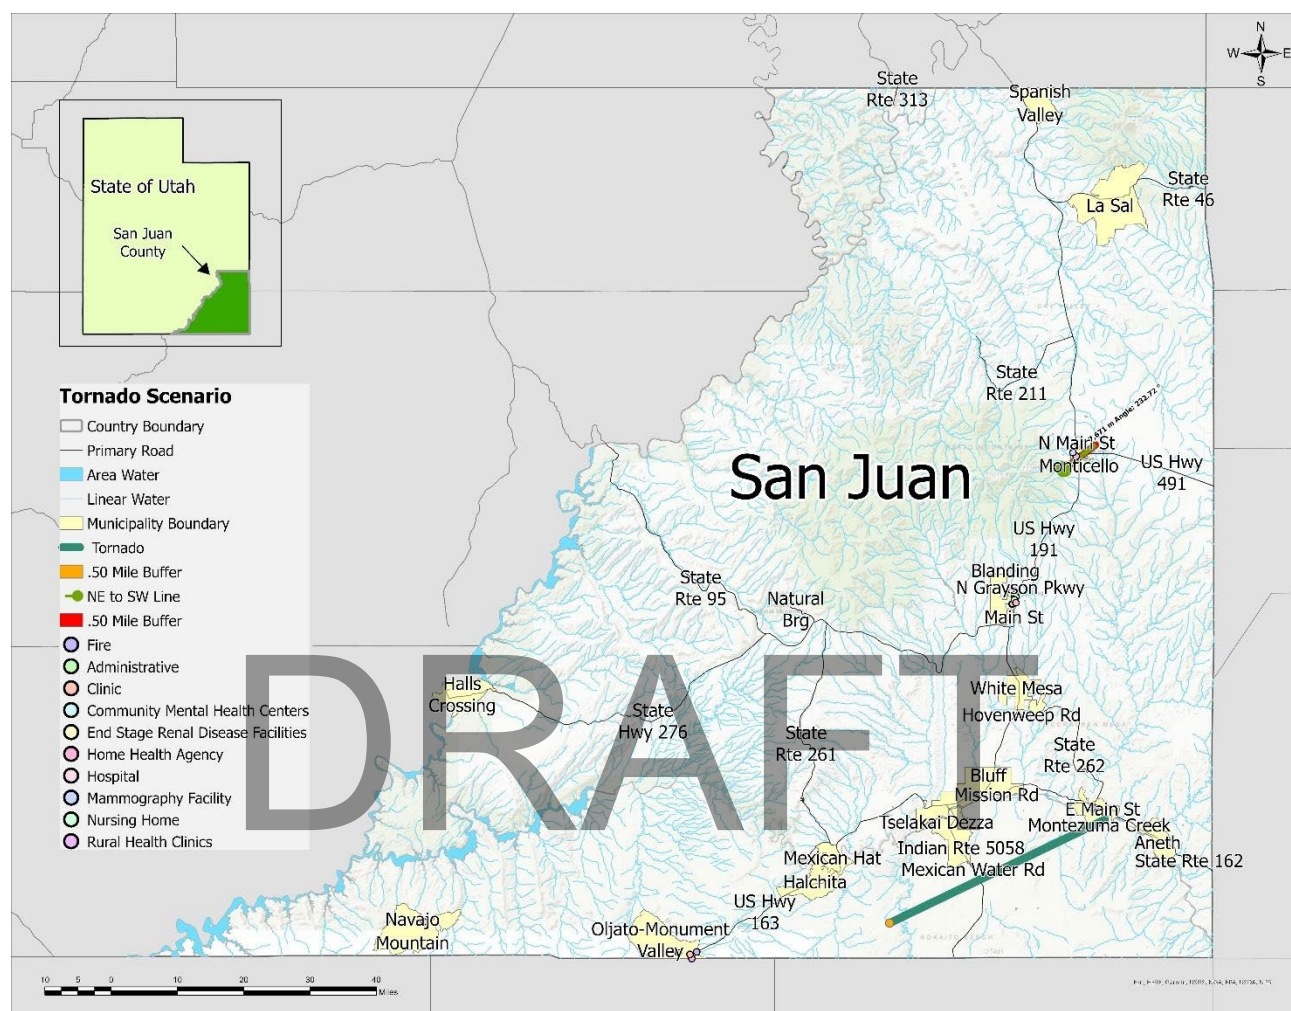 N
W E
S
State
Rte 313
Spanish
Valley
State of Utah
San Juan
County
State
Rte 46
La Sal
Tornado Scenario
Country Boundary
Primary Road
Area Water
Linear Water
Municipality Boundary
Tornado
.50 Mile Buffer
NE to SW Line
.50 Mile Buffer
Fire
Administrative
Clinic
Community Mental Health Centers
End Stage Renal Disease Facilities
Home Health Agency
Hospital
Mammography Facility
Nursing Home
Rural Health Clinics
State
Rte 211
671 m Angle: 232.72 °
N Main St
Monticello
US Hwy
491
San Juan
US Hwy
191
Blanding
N Grayson Pkwy
Main St
State
Rte 95
Natural
Brg
DRAFT
Halls
Crossing
State
Hwy 276
State
Rte 261
White Mesa
Hovenweep Rd
State
Rte 262
Bluff
Mission Rd
E Main St
Montezuma Creek
Tselakai Dezza
Indian Rte 5058
Mexican Water Rd
Aneth
State Rte 162
Mexican Hat
Halchita
US Hwy
163
Navajo
Mountain
Oljato-Monument
Valley
10 5 0 10 20 30 40
Miles